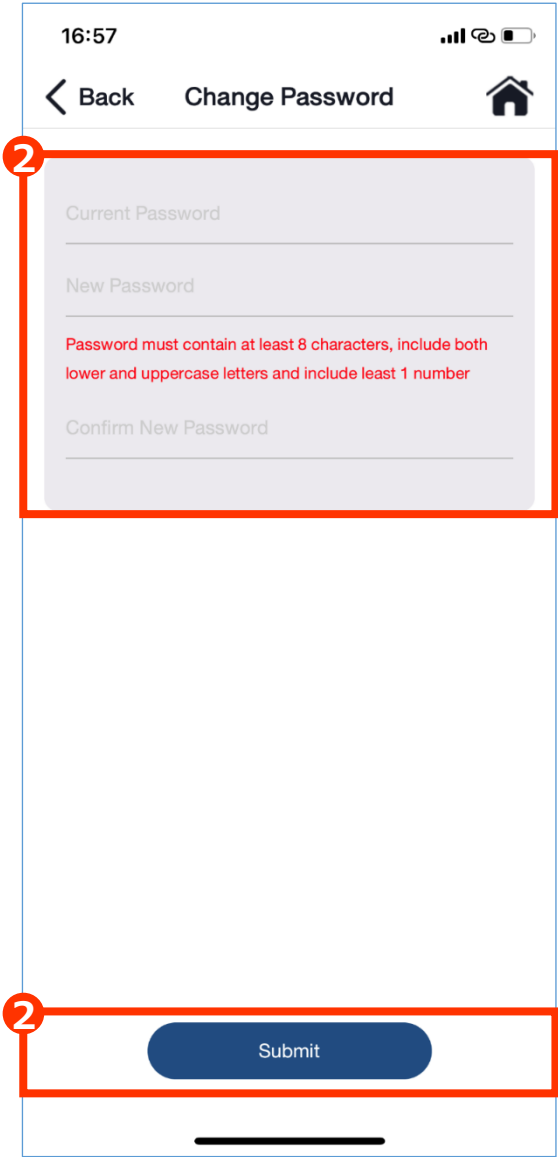 16:57
Back Change Password
2
Current Password
New Password
Password must contain at least 8 characters, include both
lower and uppercase letters and include least 1 number
Confirm New Password
2
Submit